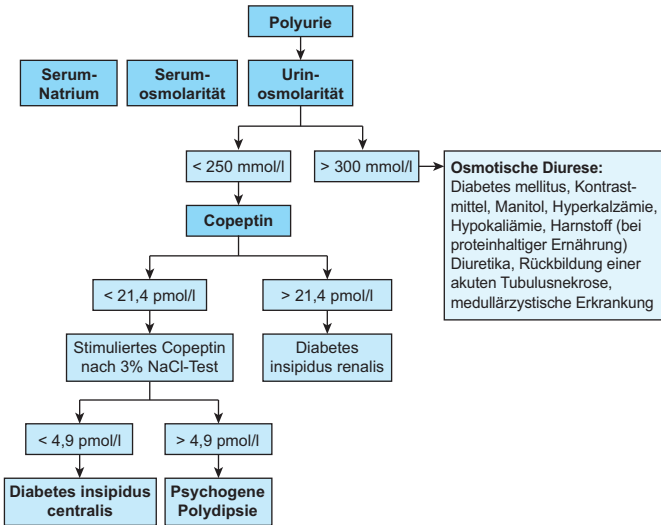 Polyurie
Serum-
Natrium
Serum-
osmolarität
Urin-
osmolarität
< 250 mmol/l
> 300 mmol/l
Osmotische Diurese:
Diabetes mellitus, Kontrast-
mittel, Manitol, Hyperkalzämie,
Hypokaliämie, Harnstoff (bei
proteinhaltiger Ernährung)
Diuretika, Rückbildung einer
akuten Tubulusnekrose,
medullärzystische Erkrankung
Copeptin
< 21,4 pmol/l
> 21,4 pmol/l
Stimuliertes Copeptin
nach 3% NaCl-Test
Diabetes
insipidus renalis
< 4,9 pmol/l
> 4,9 pmol/l
Diabetes insipidus
centralis
Psychogene
Polydipsie